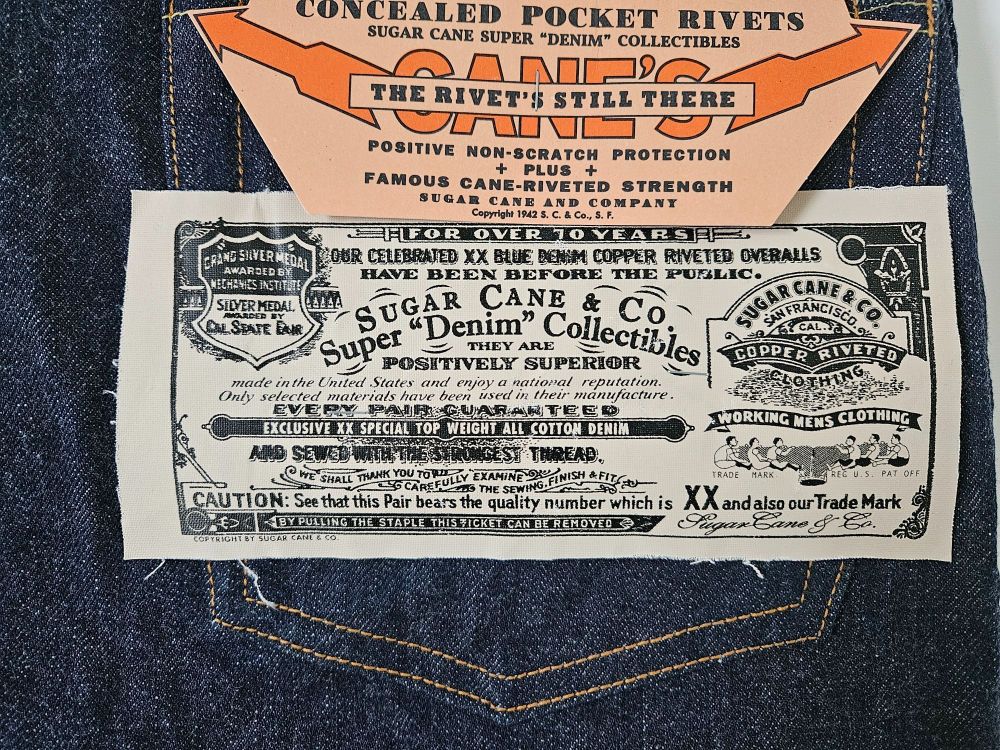 CONCEALED POCKET RIVETS
SUGAR CANE SUPER "DENIM" COLLECTIBLES
CANE'S
THE RIVET'S STILL THERE
POSITIVE NON-SCRATCH PROTECTION
+ PLUS +
FAMOUS CANE-RIVETED STRENGTH
SUGAR CANE AND COMPANY
Copyright 1942 S. C. & Co., S. F.
FOR OVER 70 YEARS
OUR CELEBRATED XX BLUE DENIM COPPER RIVETED OVERALLS
HAVE BEEN BEFORE THE PUBLIC.
GRAND SILVER MEDAL
AWARDED BY
MECHANICS INSTITUTE
SILVER MEDAL
AWARDED BY
CAL. STATE FAIR
SUGAR CANE & CO
Super "Denim" Collectibles
THEY ARE
POSITIVELY SUPERIOR
made in the United States and enjoy a national reputation.
Only selected materials have been used in their manufacture.
EVERY PAIR GUARANTEED
EXCLUSIVE XX SPECIAL TOP WEIGHT ALL COTTON DENIM
AND SEWED WITH THE STRONGEST THREAD,
WE SHALL THANK YOU TO
CAREFULLY EXAMINE
THE SEWING, FINISH & FIT
SUGAR CANE & CO.
SAN FRANCISCO.
CAL.
COPPER RIVETED
CLOTHING
WORKING MENS CLOTHING
TRADE MARK REG U.S. PAT OFF
CAUTION: See that this Pair bears the quality number which is XX and also our Trade Mark
Sugar Cane & Co.
BY PULLING THE STAPLE THIS TICKET CAN BE REMOVED
COPYRIGHT BY SUGAR CANE & CO.